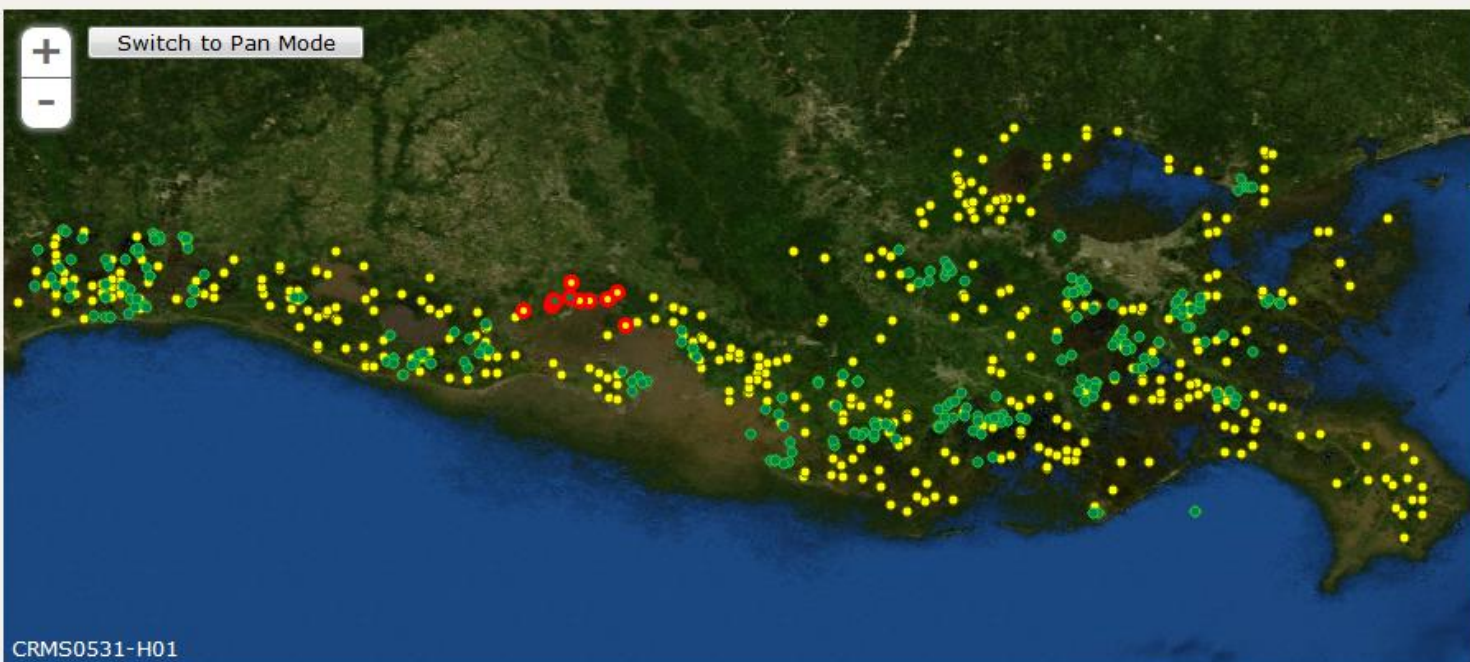 +
Switch to Pan Mode
-
CRMS0531-H01